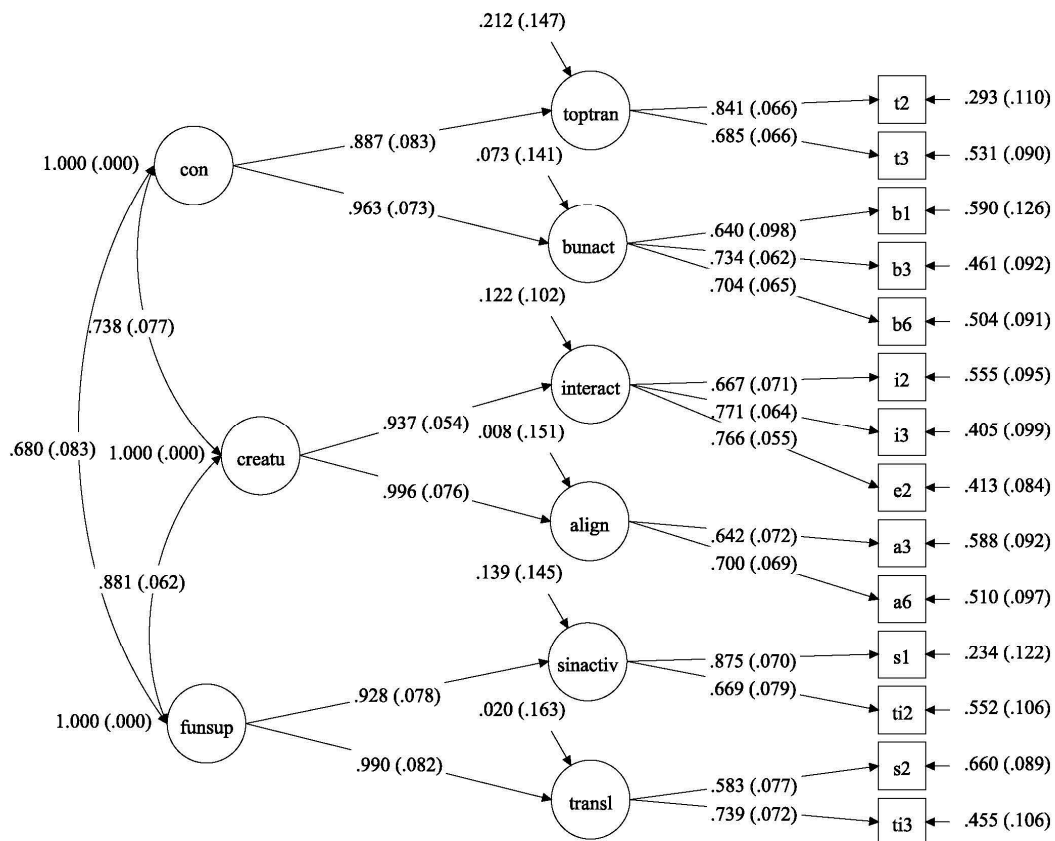 .212 (.147)
.841 (.066)
t2
.293 (.110)
toptran
.887 (.083)
.685 (.066)
t3
.531 (.090)
1.000 (.000)
con
.073 (.141)
.963 (.073)
b1
.590 (.126)
.640 (.098)
bunact
.734 (.062)
b3
.461 (.092)
.704 (.065)
.122 (.102)
b6
.504 (.091)
.738 (.077)
.667 (.071)
i2
.555 (.095)
interact
.771 (.064)
.937 (.054)
.766 (.055)
i3
.405 (.099)
.008 (.151)
.680 (.083)
1.000 (.000)
creatu
e2
.413 (.084)
.996 (.076)
.642 (.072)
a3
.588 (.092)
align
.700 (.069)
.139 (.145)
.881 (.062)
a6
.510 (.097)
.875 (.070)
s1
.234 (.122)
sinactiv
.669 (.079)
.928 (.078)
.020 (.163)
ti2
.552 (.106)
1.000 (.000)
funsup
.990 (.082)
s2
.660 (.089)
.583 (.077)
transl
.739 (.072)
ti3
.455 (.106)